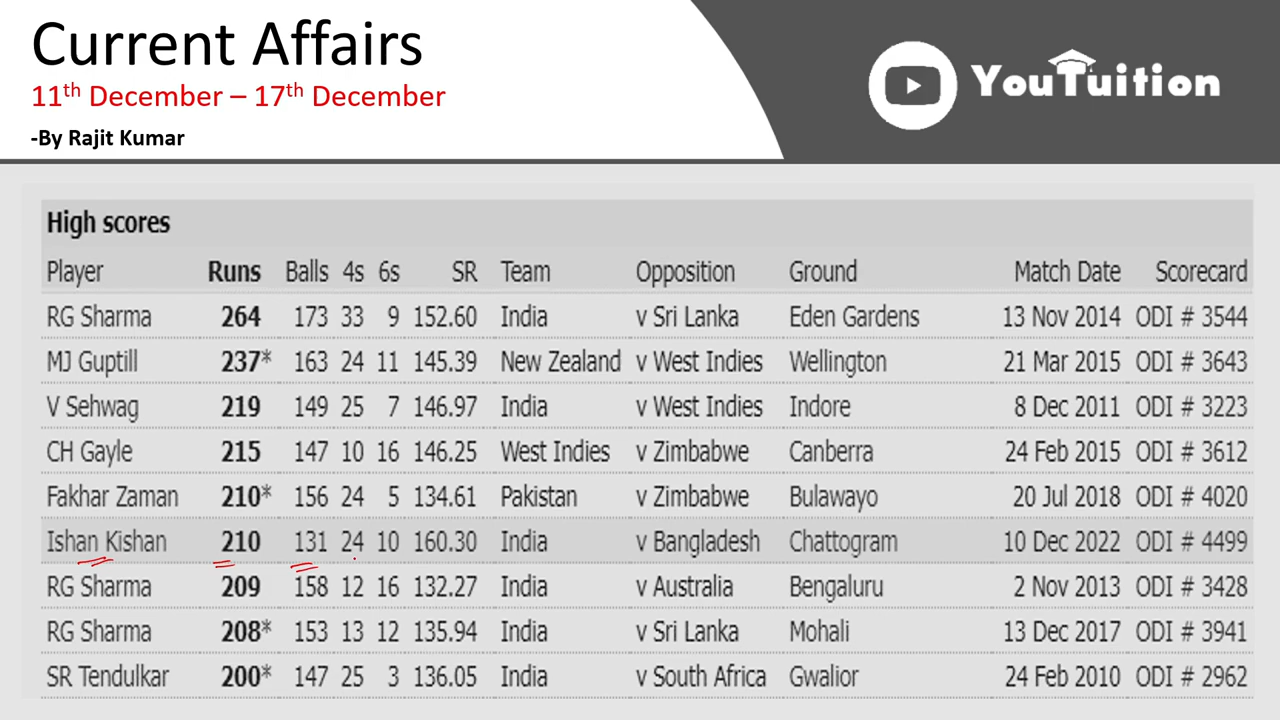 Current Affairs
11th December – 17th December
-By Rajit Kumar
YouTuition
High scores
Player Runs Balls 4s 6s SR Team Opposition Ground Match Date Scorecard
RG Sharma 264 173 33 9 152.60 India v Sri Lanka Eden Gardens 13 Nov 2014 ODI # 3544
MJ Guptill 237* 163 24 11 145.39 New Zealand v West Indies Wellington 21 Mar 2015 ODI # 3643
V Sehwag 219 149 25 7 146.97 India v West Indies Indore 8 Dec 2011 ODI # 3223
CH Gayle 215 147 10 16 146.25 West Indies v Zimbabwe Canberra 24 Feb 2015 ODI # 3612
Fakhar Zaman 210* 156 24 5 134.61 Pakistan v Zimbabwe Bulawayo 20 Jul 2018 ODI # 4020
Ishan Kishan 210 131 24 10 160.30 India v Bangladesh Chattogram 10 Dec 2022 ODI # 4499
RG Sharma 209 158 12 16 132.27 India v Australia Bengaluru 2 Nov 2013 ODI # 3428
RG Sharma 208* 153 13 12 135.94 India v Sri Lanka Mohali 13 Dec 2017 ODI # 3941
SR Tendulkar 200* 147 25 3 136.05 India v South Africa Gwalior 24 Feb 2010 ODI # 2962